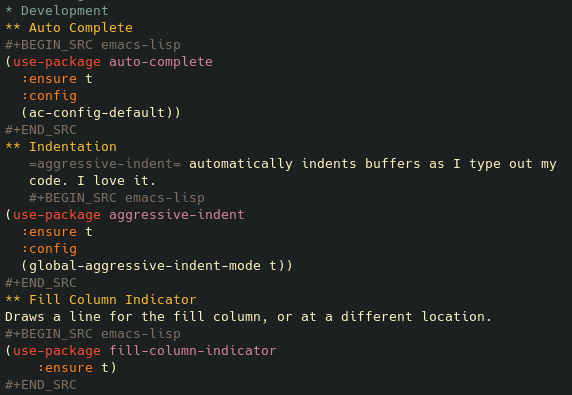 * Development
** Auto Complete
#+BEGIN_SRC emacs-lisp
(use-package auto-complete
  :ensure t
  :config
  (ac-config-default))
#+END_SRC
** Indentation
   =aggressive-indent= automatically indents buffers as I type out my
   code. I love it.
   #+BEGIN_SRC emacs-lisp
(use-package aggressive-indent
  :ensure t
  :config
  (global-aggressive-indent-mode t))
#+END_SRC
** Fill Column Indicator
Draws a line for the fill column, or at a different location.
#+BEGIN_SRC emacs-lisp
(use-package fill-column-indicator
    :ensure t)
#+END_SRC